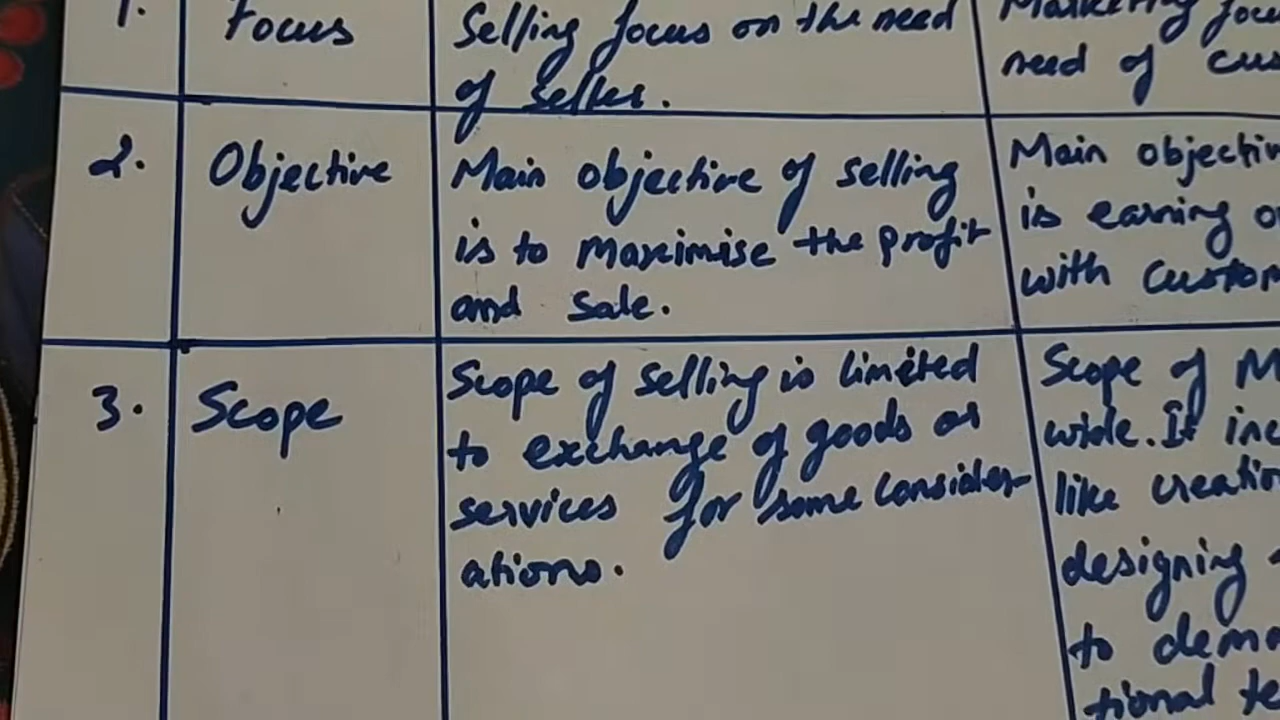 1.
Focus
Selling focus on the need
of seller.
Marketing
need of
2.
Objective
Main objective of selling
is to maximise the profit
and sale.
Main
is earning
with
3.
Scope
Scope of selling is limited
to exchange of goods or
services for some consider-
ations.
Scope of
wide. It
like
designing
to
tional